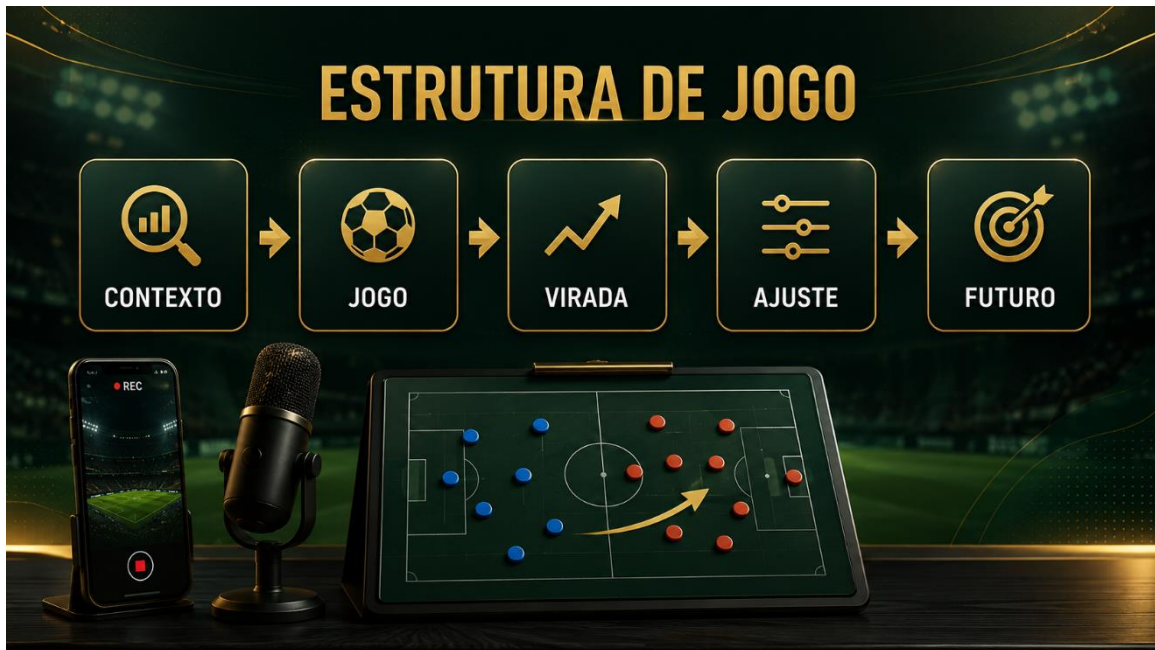 ESTRUTURA DE JOGO
CONTEXTO
JOGO
VIRADA
AJUSTE
FUTURO
REC